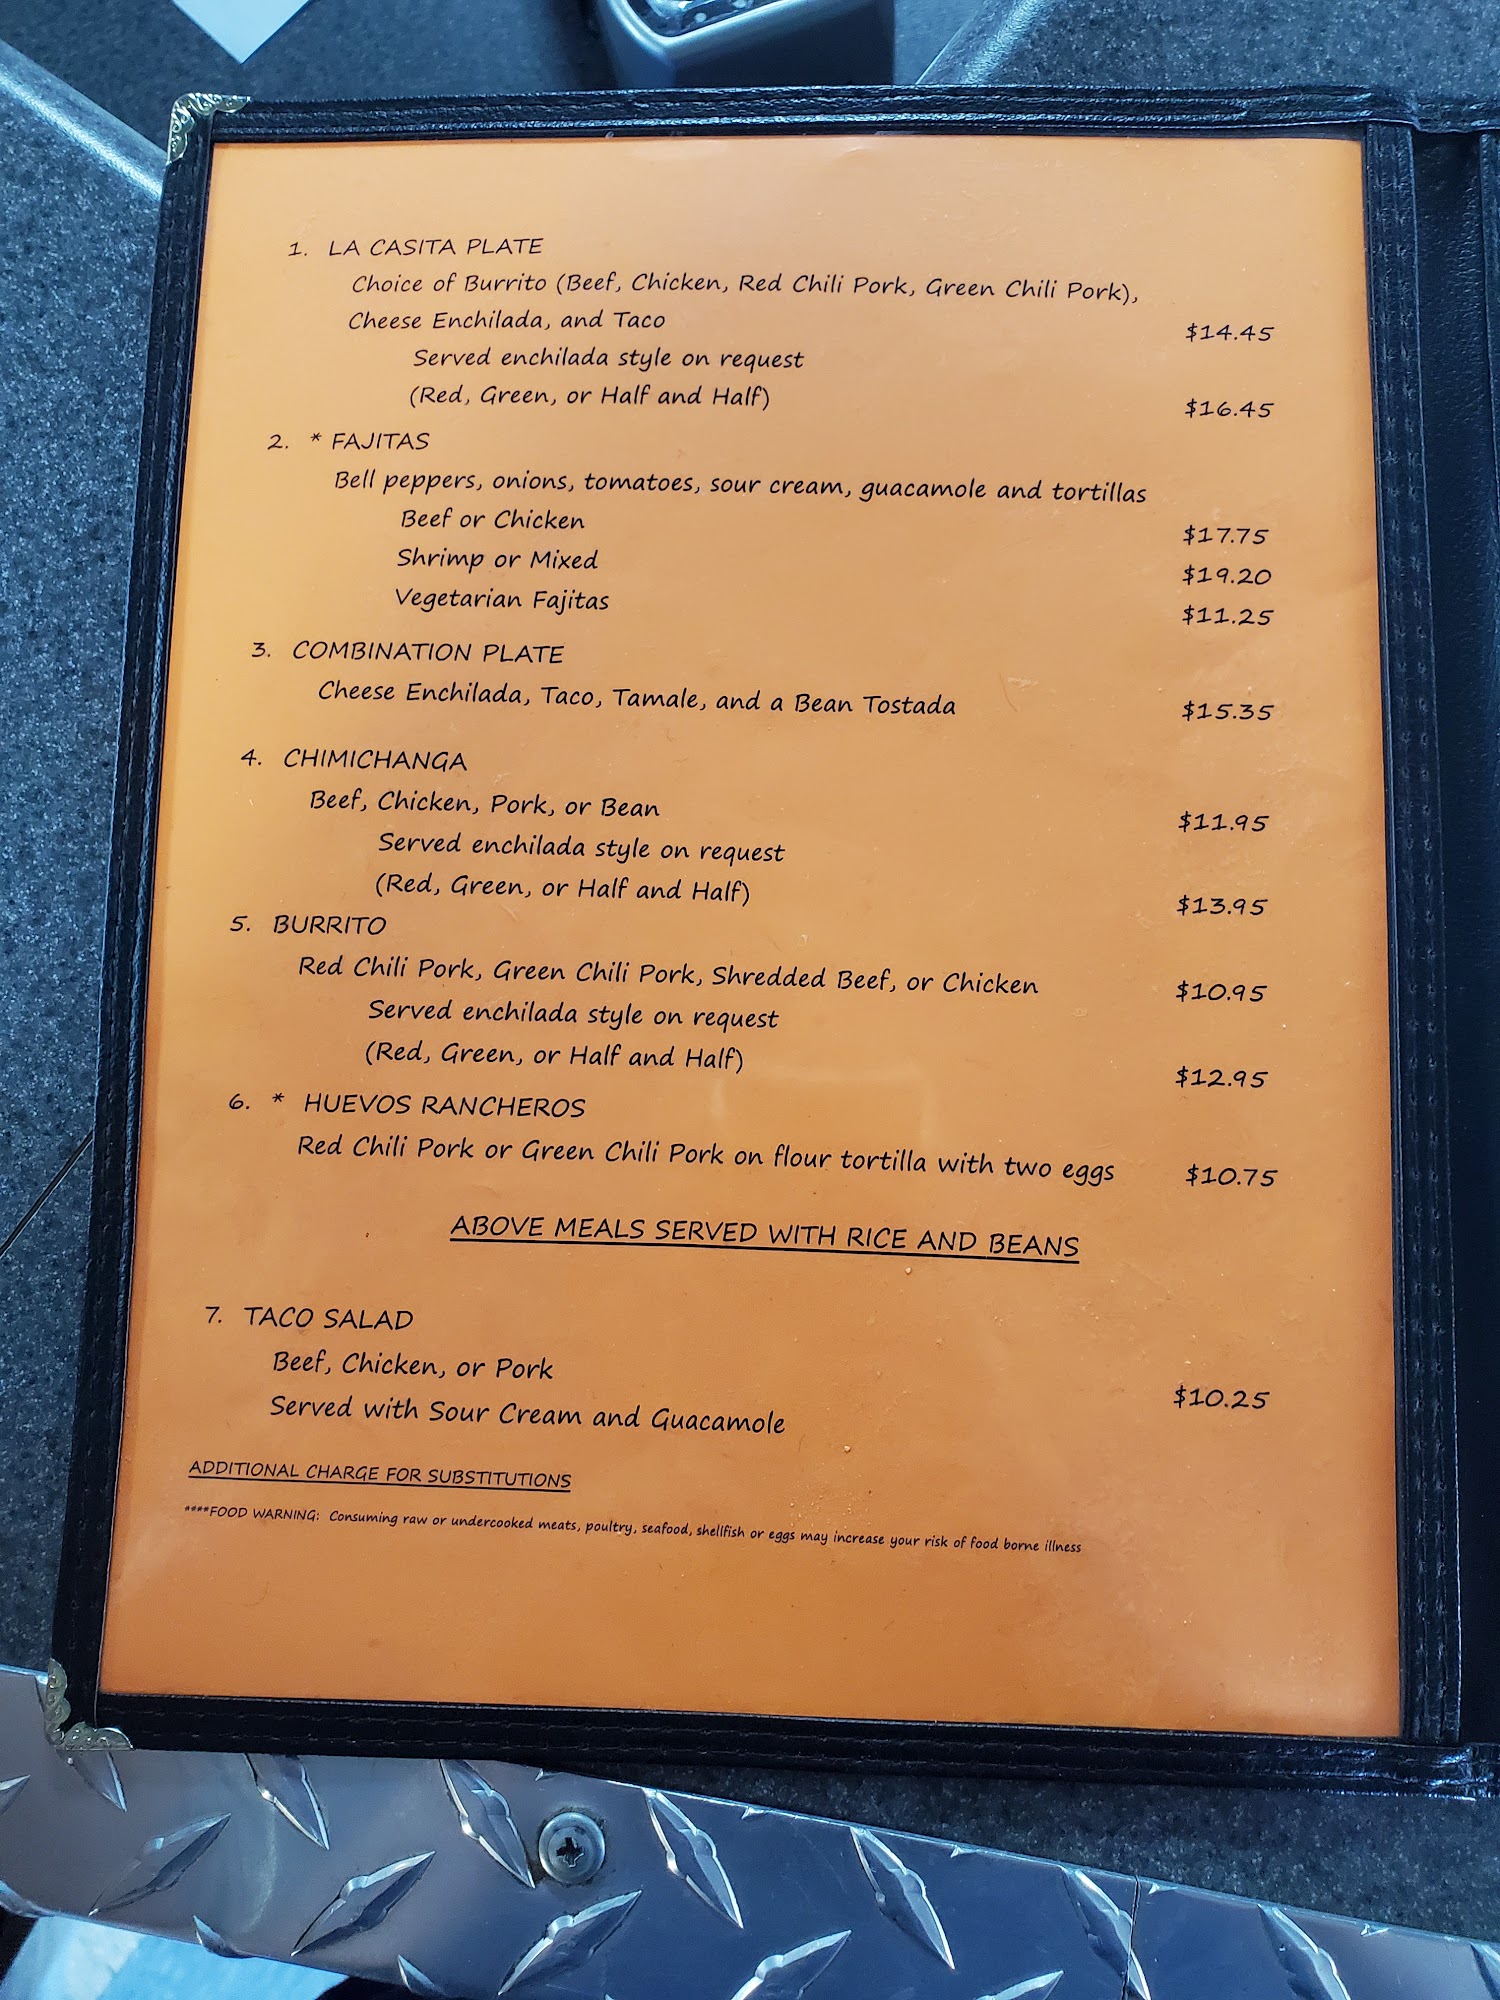 1. LA CASITA PLATE
Choice of Burrito (Beef, Chicken, Red Chili Pork, Green Chili Pork),
Cheese Enchilada, and Taco $14.45
Served enchilada style on request
(Red, Green, or Half and Half) $16.45
2. * FAJITAS
Bell peppers, onions, tomatoes, sour cream, guacamole and tortillas
Beef or Chicken $17.75
Shrimp or Mixed $19.20
Vegetarian Fajitas $11.25
3. COMBINATION PLATE
Cheese Enchilada, Taco, Tamale, and a Bean Tostada $15.35
4. CHIMICHANGA
Beef, Chicken, Pork, or Bean $11.95
Served enchilada style on request
(Red, Green, or Half and Half) $13.95
5. BURRITO
Red Chili Pork, Green Chili Pork, Shredded Beef, or Chicken $10.95
Served enchilada style on request
(Red, Green, or Half and Half) $12.95
6. * HUEVOS RANCHEROS
Red Chili Pork or Green Chili Pork on flour tortilla with two eggs $10.75
ABOVE MEALS SERVED WITH RICE AND BEANS
7. TACO SALAD
Beef, Chicken, or Pork
Served with Sour Cream and Guacamole $10.25
ADDITIONAL CHARGE FOR SUBSTITUTIONS
****FOOD WARNING: Consuming raw or undercooked meats, poultry, seafood, shellfish or eggs may increase your risk of food borne illness